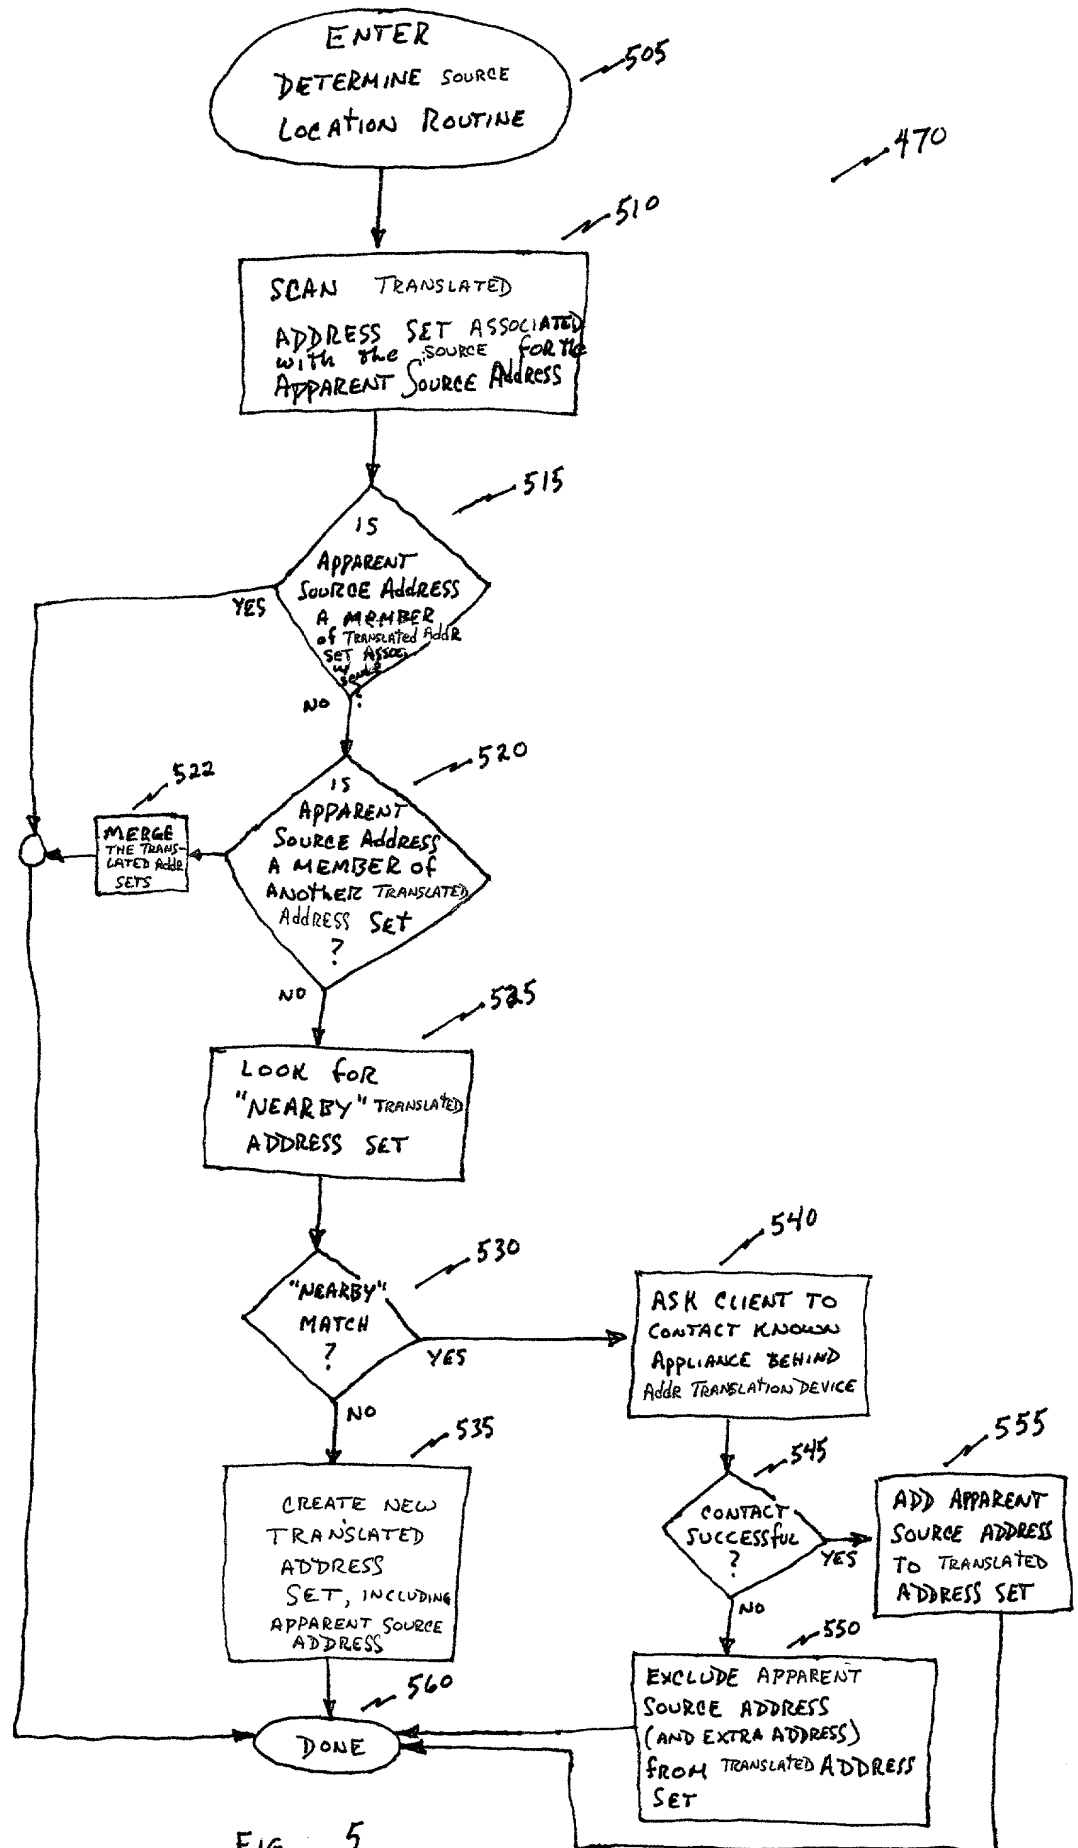 ENTER
DETERMINE SOURCE
LOCATION ROUTINE
505
470
510
SCAN TRANSLATED
ADDRESS SET ASSOCIATED
with the SOURCE for the
APPARENT SOURCE Address
515
IS
APPARENT
SOURCE Address
A MEMBER
of TRANSLATED Addr
SET ASSOC.
w/
source
?
YES
NO
520
522
IS
APPARENT
SOURCE Address
A MEMBER of
ANOTHER TRANSLATED
Address SET
?
MERGE
THE TRANS-
LATED Addr
SETS
NO
525
LOOK for
"NEARBY" TRANSLATED
ADDRESS SET
530
"NEARBY"
MATCH
?
YES
NO
540
ASK CLIENT TO
CONTACT KNOWN
APPLIANCE BEHIND
Addr TRANSLATION DEVICE
535
CREATE NEW
TRANSLATED
ADDRESS
SET, INCLUDING
APPARENT SOURCE
ADDRESS
545
CONTACT
SUCCESSFUL
?
YES
NO
555
ADD APPARENT
SOURCE ADDRESS
TO TRANSLATED
ADDRESS SET
550
EXCLUDE APPARENT
SOURCE ADDRESS
(AND EXTRA ADDRESS)
from TRANSLATED ADDRESS
SET
560
DONE
FIG. 5